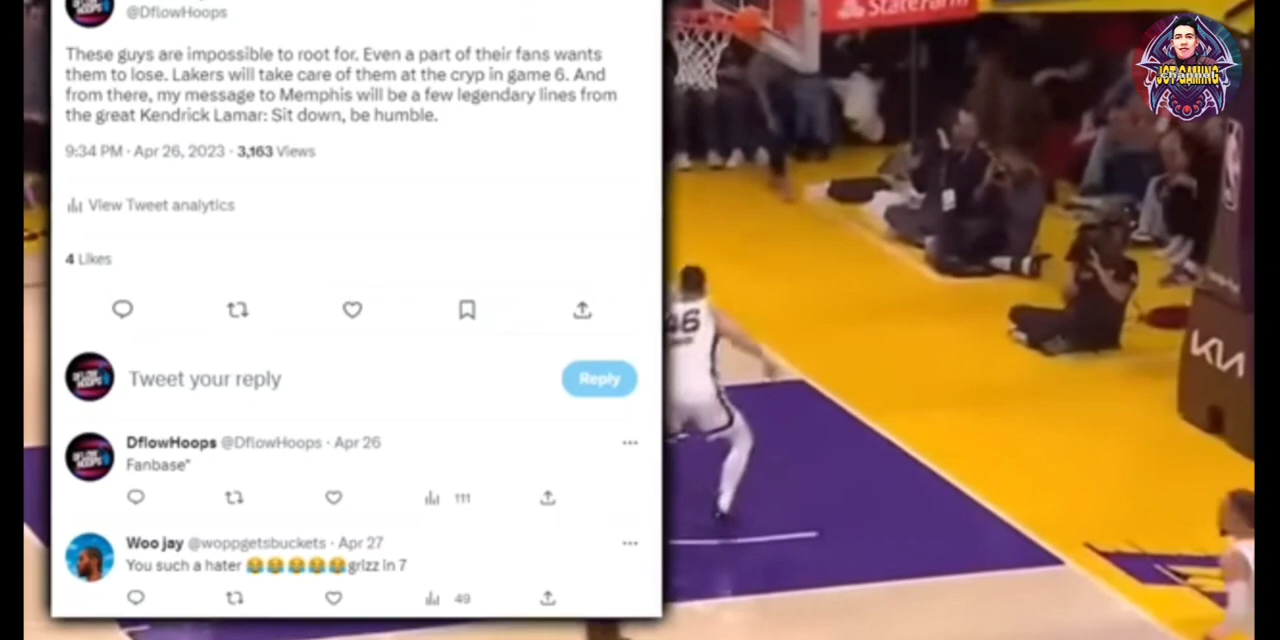 @DflowHoops
These guys are impossible to root for. Even a part of their fans wants
them to lose. Lakers will take care of them at the cryp in game 6. And
from there, my message to Memphis will be a few legendary lines from
the great Kendrick Lamar: Sit down, be humble.
9:34 PM · Apr 26, 2023 · 3,163 Views
View Tweet analytics
4 Likes
Tweet your reply
Reply
DflowHoops @DflowHoops · Apr 26
Fanbase"
111
Woo jay @woppgetsbuckets · Apr 27
You such a hater 😂😂😂😂😂grizz in 7
49
StateFarm
JCT GAMING
46
KIA